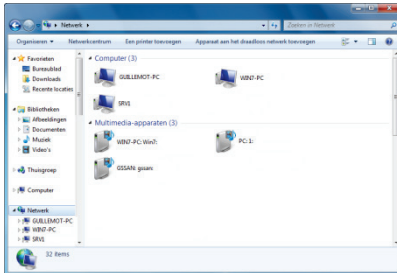 Netwerk
Zoeken in Netwerk
Organiseren
Netwerkcentrum
Een printer toevoegen
Apparaat aan het draadloos netwerk toevoegen
Favorieten
Bureaublad
Downloads
Recente locaties
Bibliotheken
Afbeeldingen
Documenten
Muziek
Video's
Thuisgroep
Computer
Netwerk
GUILLEMOT-PC
WIN7-PC
SRV1
Computer (3)
GUILLEMOT-PC
WIN7-PC
SRV1
Multimedia-apparaten (3)
WIN7-PC: Win7:
PC: 1:
GSSAN: gssan:
32 items